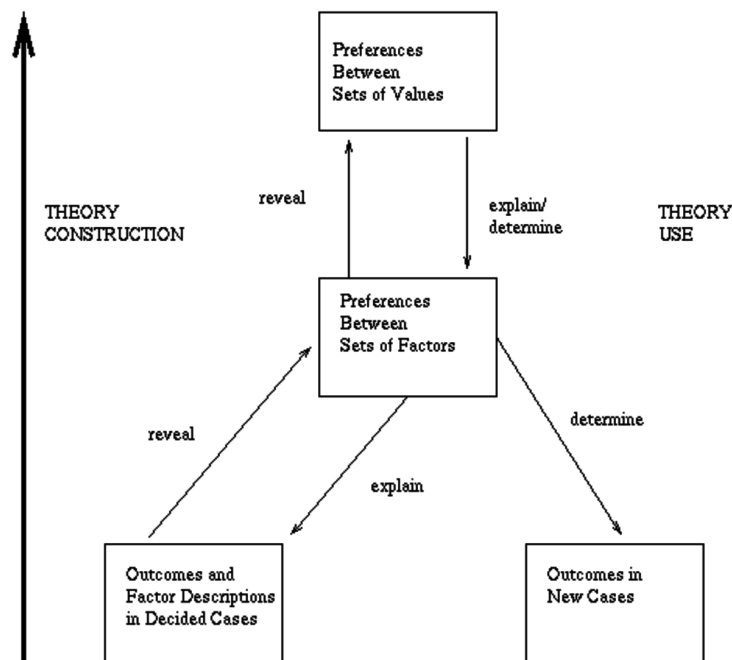 Preferences
Between
Sets of Values
reveal
explain/
determine
THEORY
CONSTRUCTION
THEORY
USE
Preferences
Between
Sets of Factors
reveal
explain
determine
Outcomes and
Factor Descriptions
in Decided Cases
Outcomes in
New Cases